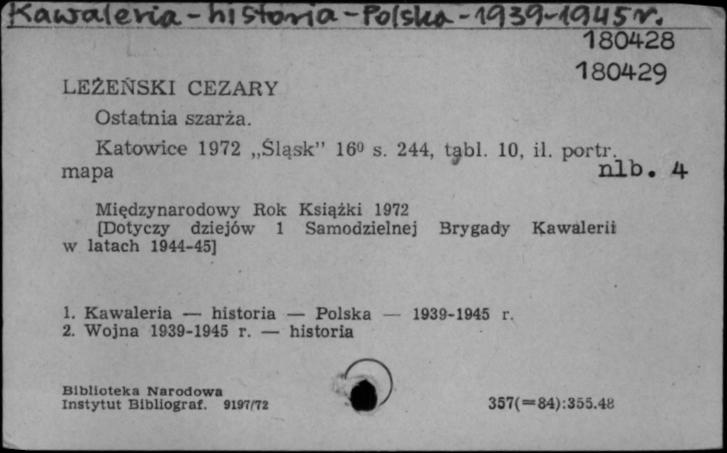 Kawaleria - historia - Polska - 1939-1945 r.
180428
180429
LEŻEŃSKI CEZARY
Ostatnia szarża.
Katowice 1972 „Śląsk” 16⁰ s. 244, tabl. 10, il. portr.
mapa nlb. 4
Międzynarodowy Rok Książki 1972
[Dotyczy dziejów 1 Samodzielnej Brygady Kawalerii
w latach 1944-45]
1. Kawaleria — historia — Polska — 1939-1945 r.
2. Wojna 1939-1945 r. — historia
Biblioteka Narodowa
Instytut Bibliograf. 9197/72 357(=84):355.48